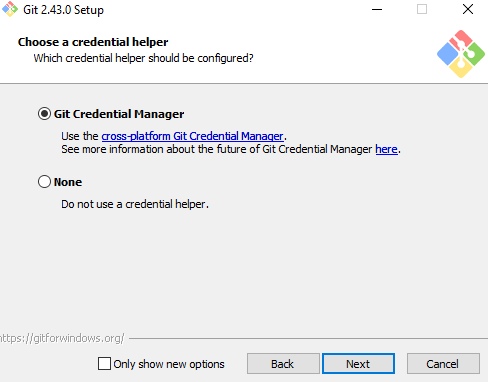 Git 2.43.0 Setup
Choose a credential helper
Which credential helper should be configured?
Git Credential Manager
Use the cross-platform Git Credential Manager.
See more information about the future of Git Credential Manager here.
None
Do not use a credential helper.
https://gitforwindows.org/
Only show new options
Back
Next
Cancel